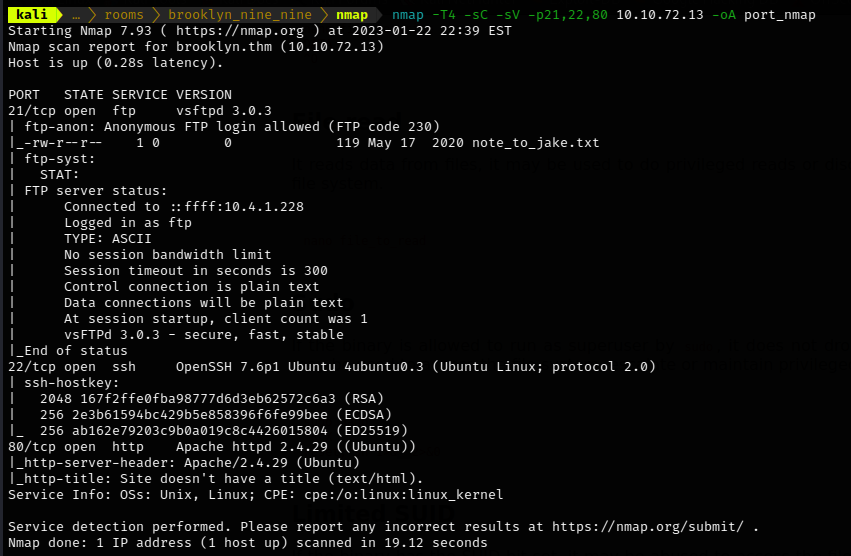 kali … rooms brooklyn_nine_nine nmap nmap -T4 -sC -sV -p21,22,80 10.10.72.13 -oA port_nmap
Starting Nmap 7.93 ( https://nmap.org ) at 2023-01-22 22:39 EST
Nmap scan report for brooklyn.thm (10.10.72.13)
Host is up (0.28s latency).

PORT   STATE SERVICE VERSION
21/tcp open  ftp     vsftpd 3.0.3
| ftp-anon: Anonymous FTP login allowed (FTP code 230)
|_-rw-r--r--    1 0        0             119 May 17  2020 note_to_jake.txt
| ftp-syst:
|   STAT:
| FTP server status:
|      Connected to ::ffff:10.4.1.228
|      Logged in as ftp
|      TYPE: ASCII
|      No session bandwidth limit
|      Session timeout in seconds is 300
|      Control connection is plain text
|      Data connections will be plain text
|      At session startup, client count was 1
|      vsFTPd 3.0.3 - secure, fast, stable
|_End of status
22/tcp open  ssh     OpenSSH 7.6p1 Ubuntu 4ubuntu0.3 (Ubuntu Linux; protocol 2.0)
| ssh-hostkey:
|   2048 167f2ffe0fba98777d6d3eb62572c6a3 (RSA)
|   256 2e3b61594bc429b5e858396f6fe99bee (ECDSA)
|_  256 ab162e79203c9b0a019c8c4426015804 (ED25519)
80/tcp open  http    Apache httpd 2.4.29 ((Ubuntu))
|_http-server-header: Apache/2.4.29 (Ubuntu)
|_http-title: Site doesn't have a title (text/html).
Service Info: OSs: Unix, Linux; CPE: cpe:/o:linux:linux_kernel

Service detection performed. Please report any incorrect results at https://nmap.org/submit/ .
Nmap done: 1 IP address (1 host up) scanned in 19.12 seconds